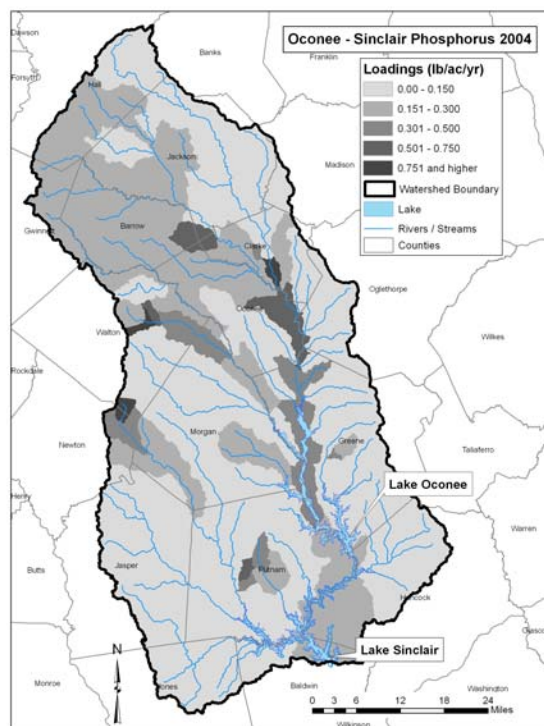 Oconee - Sinclair Phosphorus 2004
Loadings (lb/ac/yr)
0.00 - 0.150
0.151 - 0.300
0.301 - 0.500
0.501 - 0.750
0.751 and higher
Watershed Boundary
Lake
Rivers / Streams
Counties
Dawson
Banks
Franklin
Forsyth
Hall
Jackson
Madison
Gwinnett
Barrow
Clarke
Oglethorpe
Walton
Wilkes
Rockdale
Newton
Morgan
Greene
Taliaferro
Lake Oconee
Henry
Warren
Butts
Jasper
Putnam
Hancock
Lake Sinclair
N
Monroe
Jones
Baldwin
Washington
Wilkinson
0 3 6 12 18 24
Miles